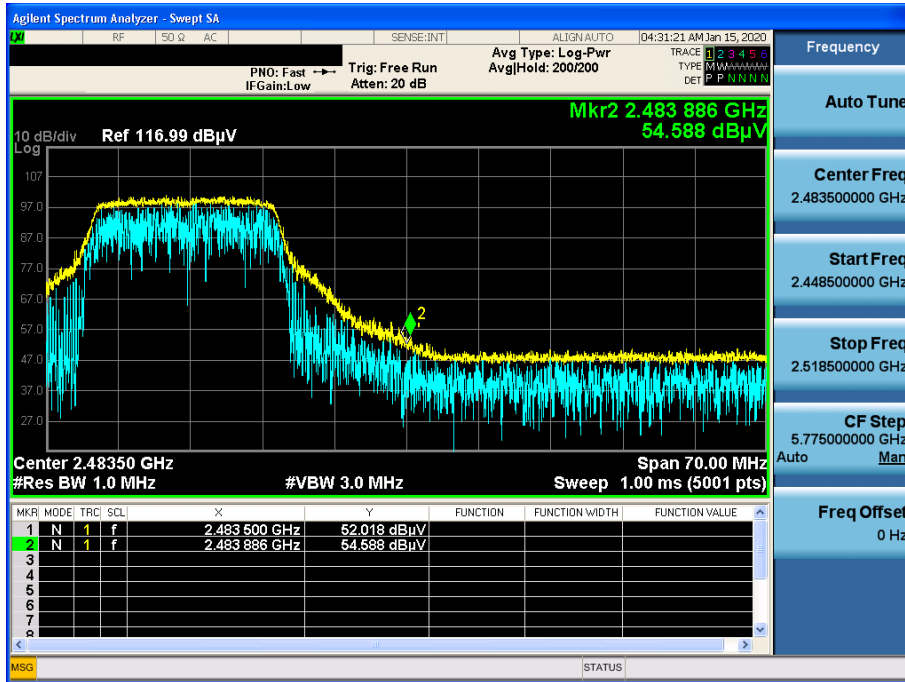 Agilent Spectrum Analyzer - Swept SA
LXI RF 50 Ω AC SENSE:INT ALIGN AUTO 04:31:21 AM Jan 15, 2020
PNO: Fast
IFGain:Low
Trig: Free Run
Atten: 20 dB
Avg Type: Log-Pwr
Avg|Hold: 200/200
TRACE 1 2 3 4 5 6
TYPE M
DET P P N N N N
Mkr2 2.483 886 GHz
54.588 dBµV
10 dB/div Ref 116.99 dBµV
Log
107
97.0
87.0
77.0
67.0
57.0
47.0
37.0
27.0
2
Center 2.48350 GHz Span 70.00 MHz
#Res BW 1.0 MHz #VBW 3.0 MHz Sweep 1.00 ms (5001 pts)
MKR MODE TRC SCL X Y FUNCTION FUNCTION WIDTH FUNCTION VALUE
1 N 1 f 2.483 500 GHz 52.018 dBµV
2 N 1 f 2.483 886 GHz 54.588 dBµV
3
4
5
6
7
8
MSG STATUS
Frequency
Auto Tune
Center Freq
2.483500000 GHz
Start Freq
2.448500000 GHz
Stop Freq
2.518500000 GHz
CF Step
5.775000000 GHz
Auto Man
Freq Offset
0 Hz